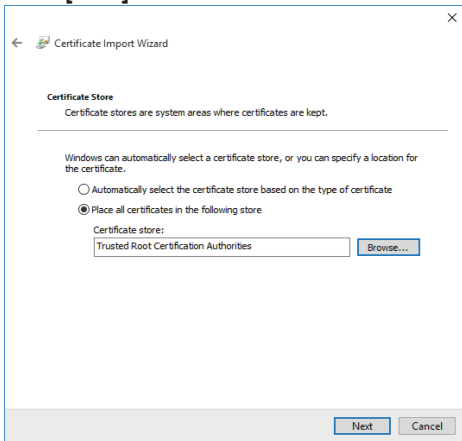 Certificate Import Wizard
Certificate Store
Certificate stores are system areas where certificates are kept.
Windows can automatically select a certificate store, or you can specify a location for
the certificate.
Automatically select the certificate store based on the type of certificate
Place all certificates in the following store
Certificate store:
Trusted Root Certification Authorities
Browse...
Next Cancel